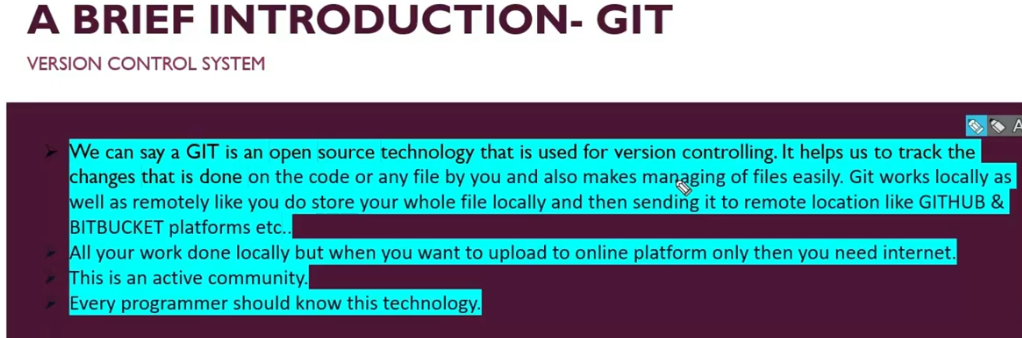 A BRIEF INTRODUCTION- GIT
VERSION CONTROL SYSTEM
We can say a GIT is an open source technology that is used for version controlling. It helps us to track the
changes that is done on the code or any file by you and also makes managing of files easily. Git works locally as
well as remotely like you do store your whole file locally and then sending it to remote location like GITHUB &
BITBUCKET platforms etc..
All your work done locally but when you want to upload to online platform only then you need internet.
This is an active community.
Every programmer should know this technology.